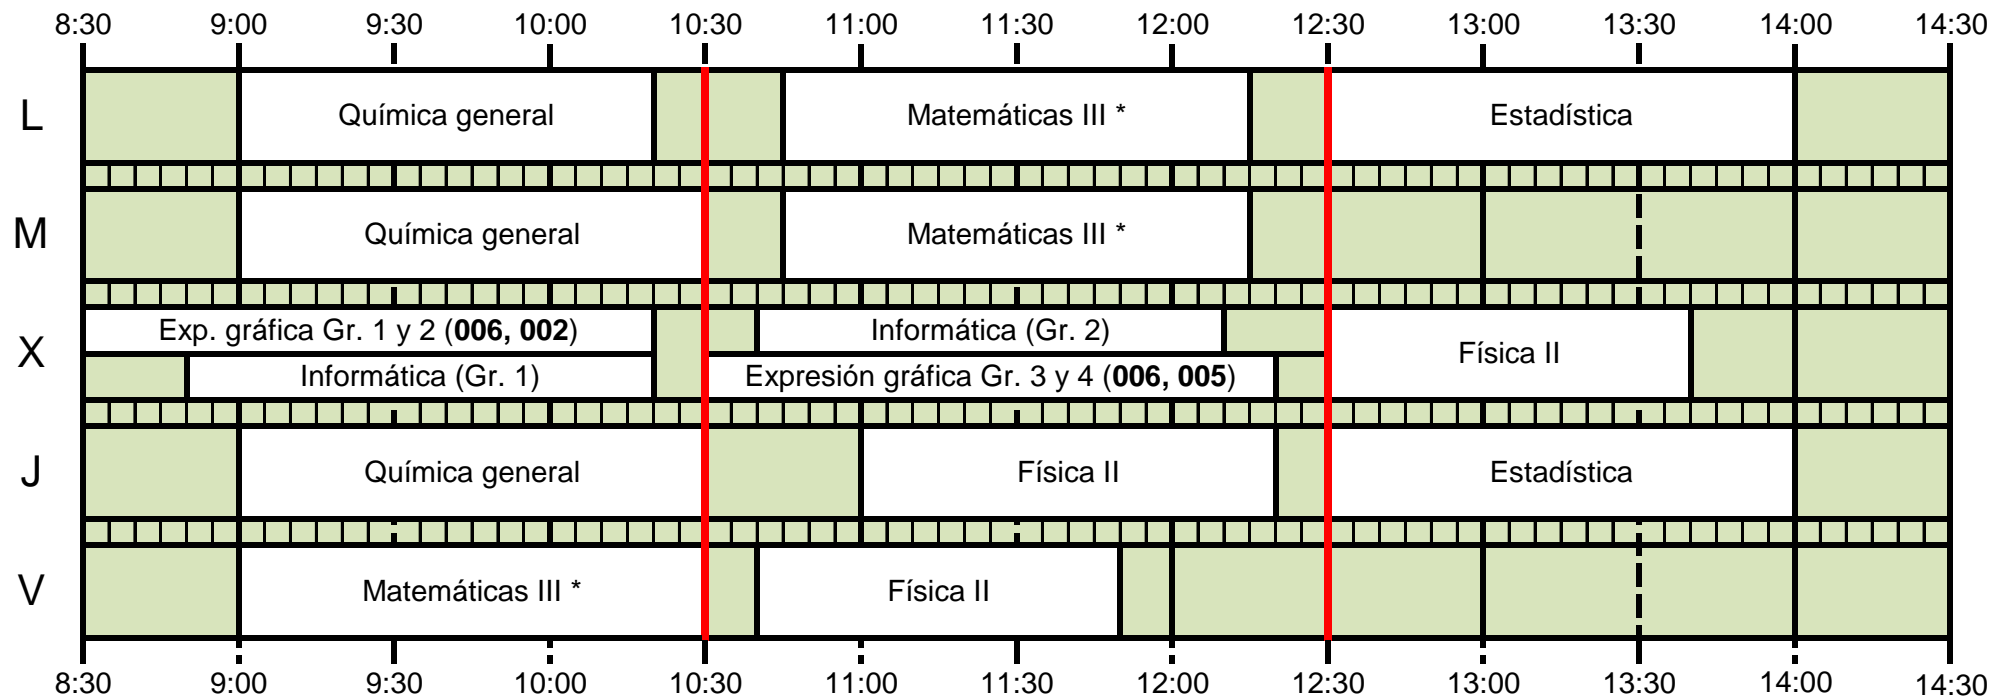 8:30 9:00 9:30 10:00 10:30 11:00 11:30 12:00 12:30 13:00 13:30 14:00 14:30
L Química general Matemáticas III * Estadística
M Química general Matemáticas III *
X Exp. gráfica Gr. 1 y 2 (006, 002) Informática (Gr. 2) Física II
Informática (Gr. 1) Expresión gráfica Gr. 3 y 4 (006, 005)
J Química general Física II Estadística
V Matemáticas III * Física II
8:30 9:00 9:30 10:00 10:30 11:00 11:30 12:00 12:30 13:00 13:30 14:00 14:30